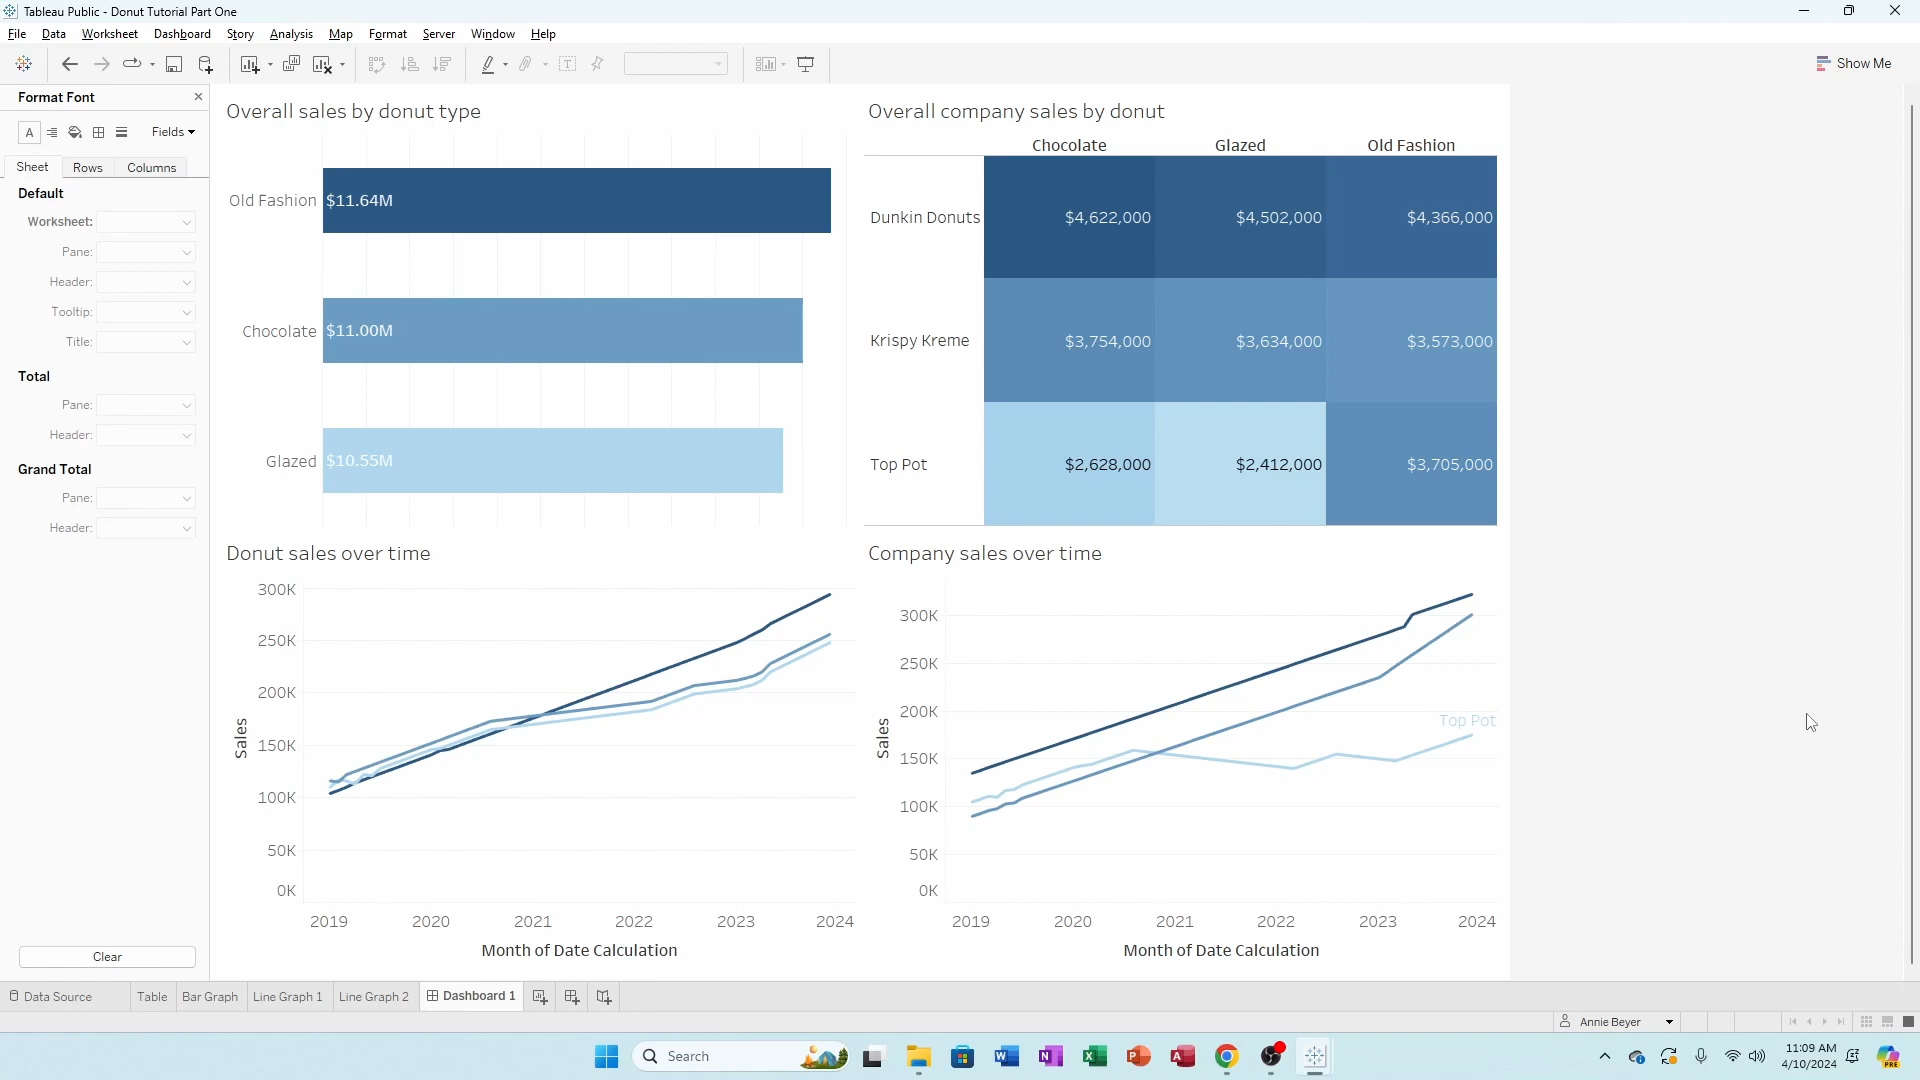 Tableau Public - Donut Tutorial Part One
File Data Worksheet Dashboard Story Analysis Map Format Server Window Help
Show Me
Format Font
A Fields
Sheet Rows Columns
Default
Worksheet:
Pane:
Header:
Tooltip:
Title:
Total
Pane:
Header:
Grand Total
Pane:
Header:
Clear
Overall sales by donut type
Old Fashion $11.64M
Chocolate $11.00M
Glazed $10.55M
Overall company sales by donut
Chocolate Glazed Old Fashion
Dunkin Donuts $4,622,000 $4,502,000 $4,366,000
Krispy Kreme $3,754,000 $3,634,000 $3,573,000
Top Pot $2,628,000 $2,412,000 $3,705,000
Donut sales over time
300K
250K
200K
150K
100K
50K
0K
Sales
2019 2020 2021 2022 2023 2024
Month of Date Calculation
Company sales over time
300K
250K
200K
150K
100K
50K
0K
Sales
Top Pot
2019 2020 2021 2022 2023 2024
Month of Date Calculation
Data Source Table Bar Graph Line Graph 1 Line Graph 2 Dashboard 1
Annie Beyer
Search
11:09 AM
4/10/2024
PRE